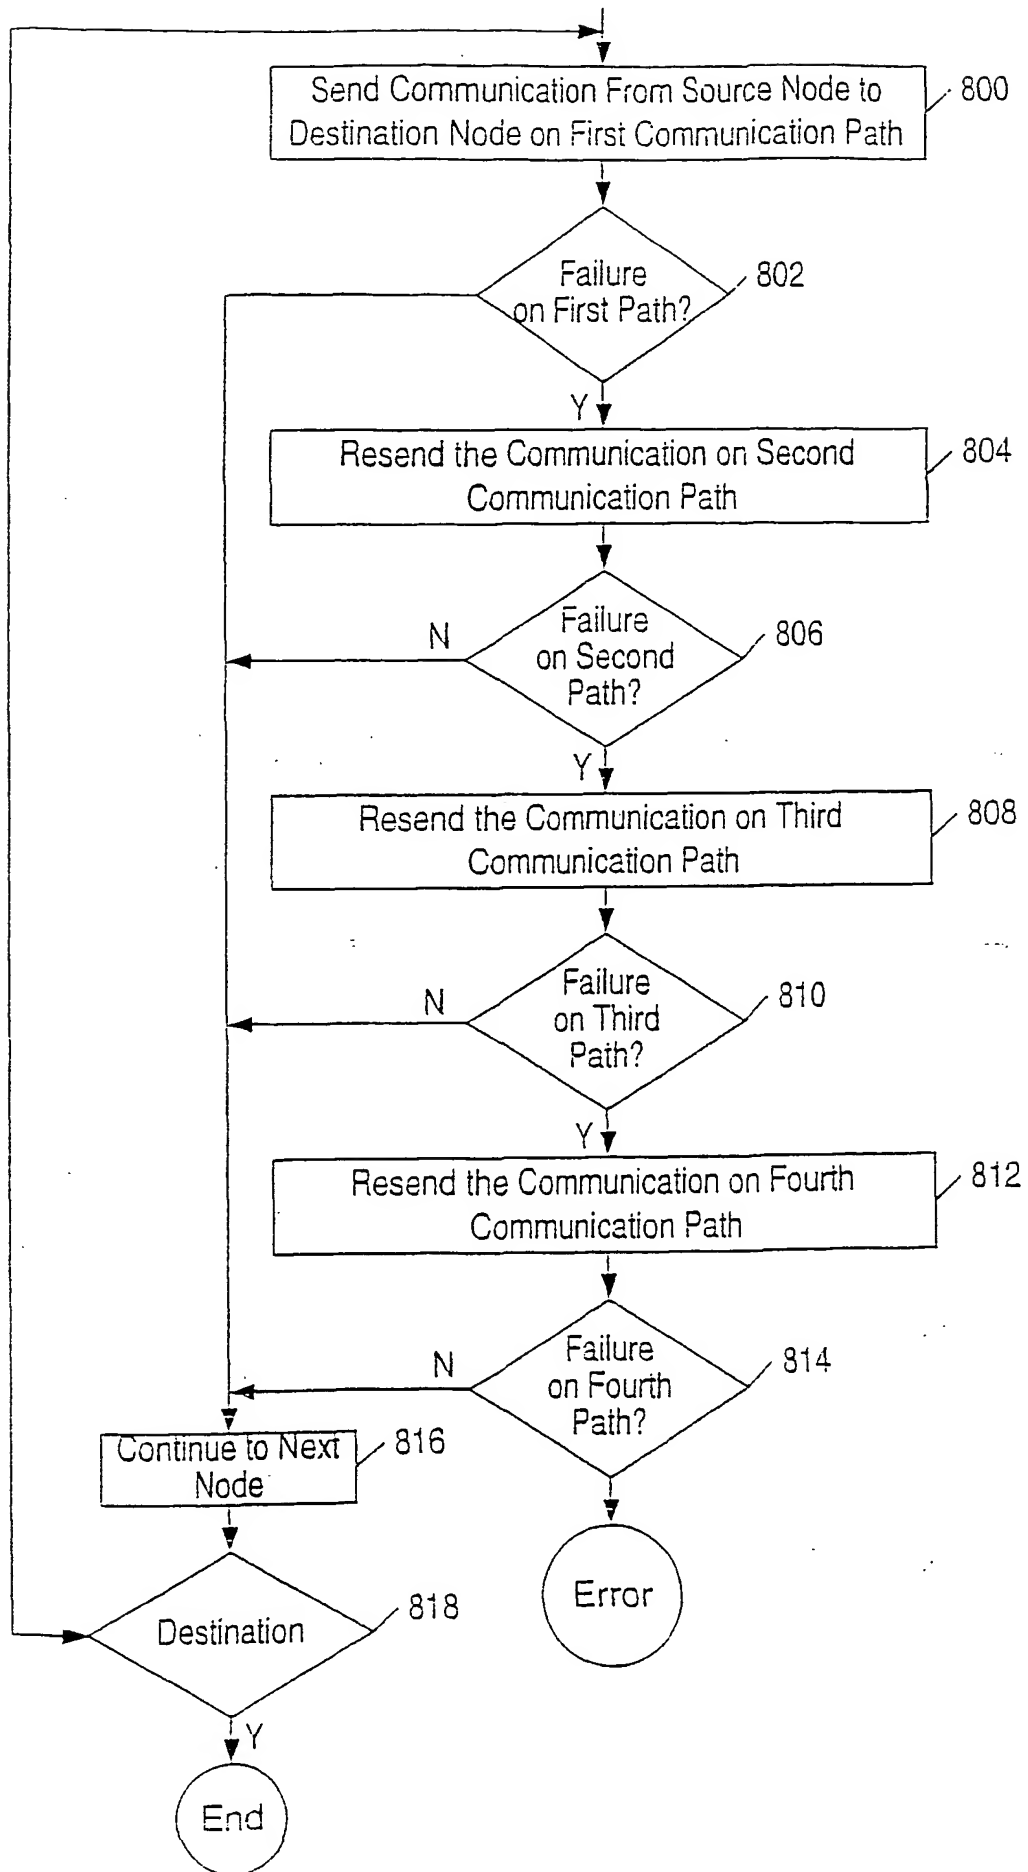 Send Communication From Source Node to
Destination Node on First Communication Path
800
Failure
on First Path?
802
Y
Resend the Communication on Second
Communication Path
804
Failure
on Second
Path?
806
N
Y
Resend the Communication on Third
Communication Path
808
Failure
on Third
Path?
810
N
Y
Resend the Communication on Fourth
Communication Path
812
Failure
on Fourth
Path?
814
N
Continue to Next
Node
816
Error
Destination
818
Y
End